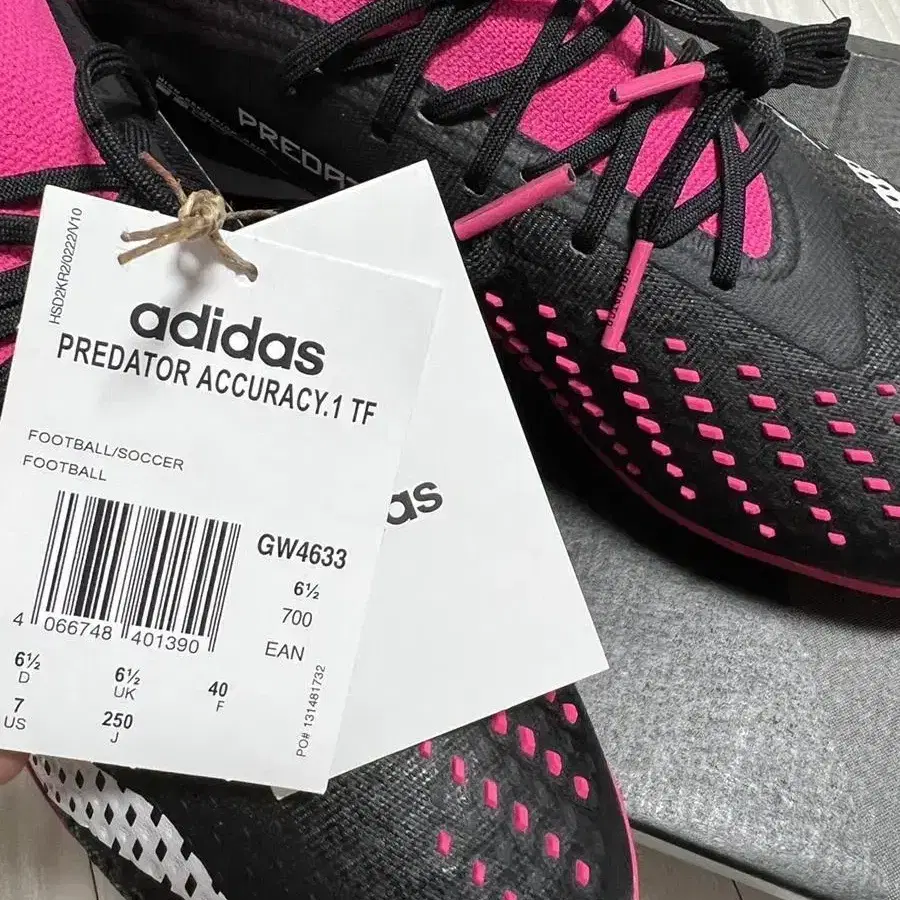 PREDAT
HSD2KR2/0222/V10
adidas
PREDATOR ACCURACY.1 TF
FOOTBALL/SOCCER
FOOTBALL
as
GW4633
6½
700
EAN
4 066748 401390
6½ 6½ 40
D UK F
7 250
US J
PO# 131481732